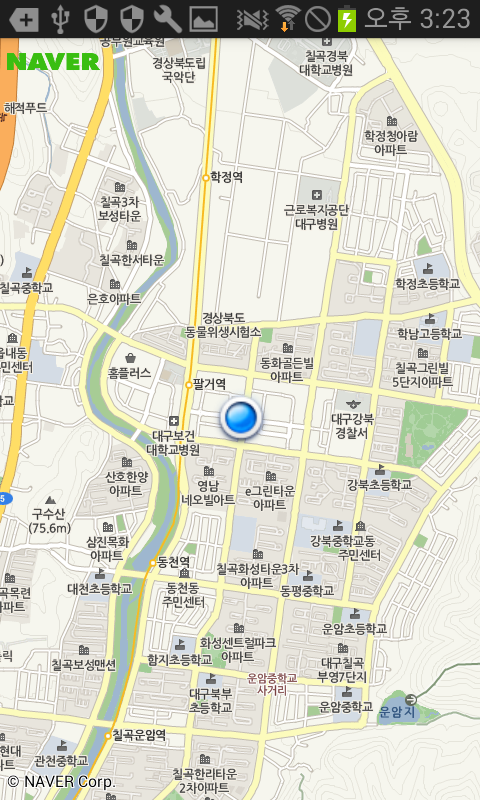 오후 3:23
공무원교육원
NAVER
경상북도립
국악단
칠곡경북
대학교병원
해적푸드
학정청아람
아파트
학정역
칠곡3차
보성타운
근로복지공단
대구병원
칠곡한서타운
칠곡중학교
은호아파트
학정초등학교
경상북도
동물위생시험소
학남고등학교
읍내동
민센터
홈플러스
동화골든빌
아파트
칠곡그린빌
5단지아파트
팔거역
대구강북
경찰서
대구보건
대학교병원
산호한양
아파트
영남
네오빌아트
e그린타운
아파트
강북초등학교
5
구수산
(75.6m)
삼진목화
아파트
강북중학교동
주민센터
동천역
칠곡화성타운3차
아파트
대천초등학교
동천동
주민센터
동평중학교
목련
아파트
운암초등학교
화성센트럴파크
아파트
함지초등학교
칠곡보성맨션
대구칠곡
부영7단지
운암중학교
사거리
대구북부
초등학교
운암중학교
운암지
칠곡운암역
현대
아파트
관천중학교
칠곡한라타운
2차아파트
© NAVER Corp.